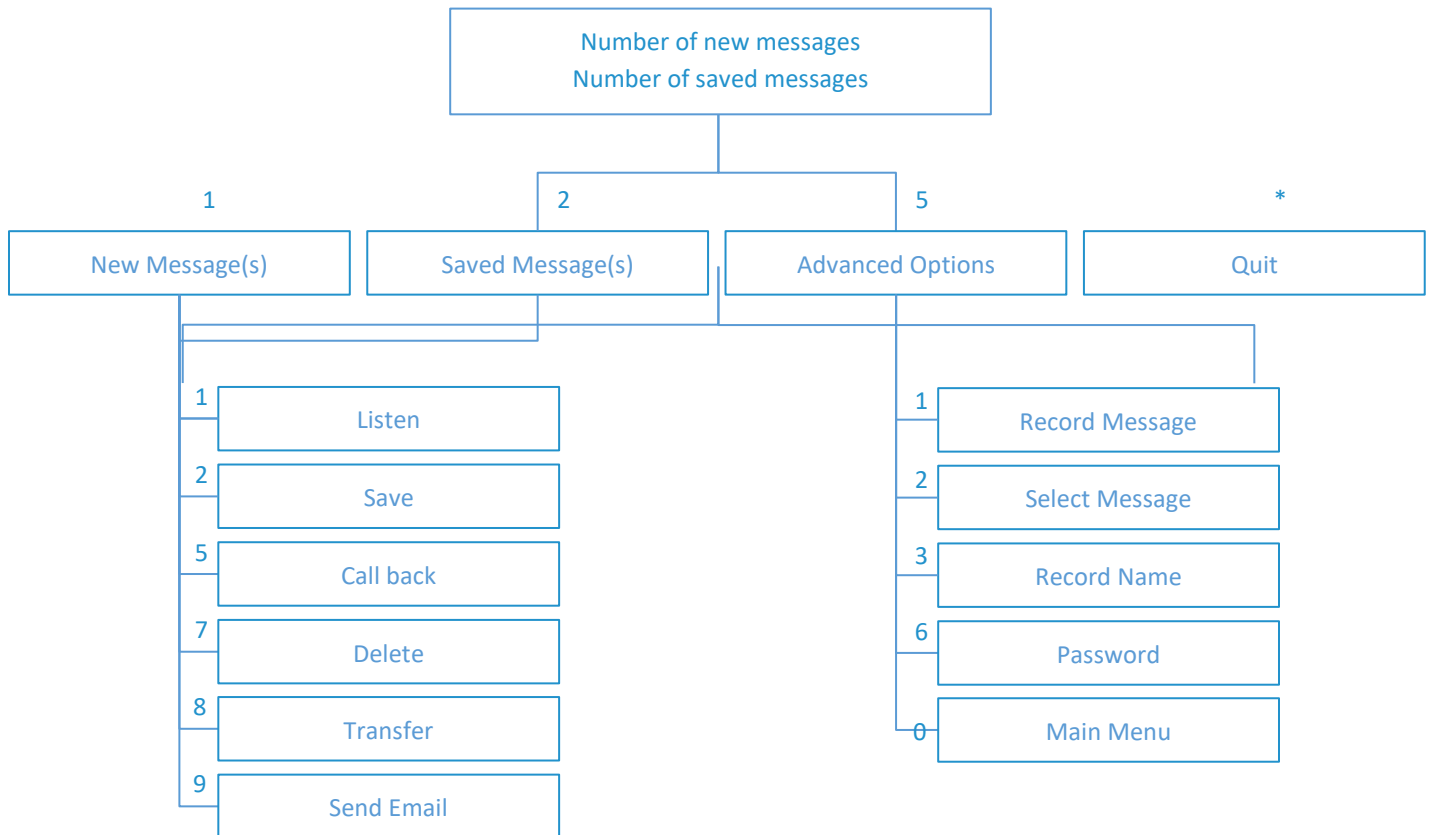 Number of new messages
Number of saved messages
1
2
5
*
New Message(s)
Saved Message(s)
Advanced Options
Quit
1
Listen
2
Save
5
Call back
7
Delete
8
Transfer
9
Send Email
1
Record Message
2
Select Message
3
Record Name
6
Password
0
Main Menu